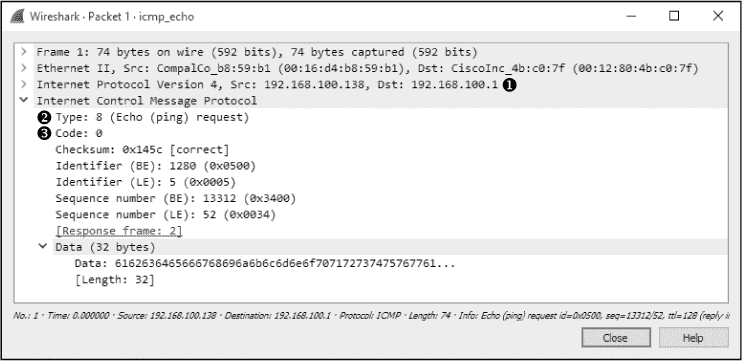 Wireshark · Packet 1 · icmp_echo
Frame 1: 74 bytes on wire (592 bits), 74 bytes captured (592 bits)
Ethernet II, Src: CompalCo_b8:59:b1 (00:16:d4:b8:59:b1), Dst: CiscoInc_4b:c0:7f (00:12:80:4b:c0:7f)
Internet Protocol Version 4, Src: 192.168.100.138, Dst: 192.168.100.1 ❶
Internet Control Message Protocol
❷ Type: 8 (Echo (ping) request)
❸ Code: 0
Checksum: 0x145c [correct]
Identifier (BE): 1280 (0x0500)
Identifier (LE): 5 (0x0005)
Sequence number (BE): 13312 (0x3400)
Sequence number (LE): 52 (0x0034)
[Response frame: 2]
Data (32 bytes)
Data: 6162636465666768696a6b6c6d6e6f707172737475767761...
[Length: 32]
No.: 1 · Time: 0.000000 · Source: 192.168.100.138 · Destination: 192.168.100.1 · Protocol: ICMP · Length: 74 · Info: Echo (ping) request id=0x0500, seq=13312/52, ttl=128 (reply i
Close Help